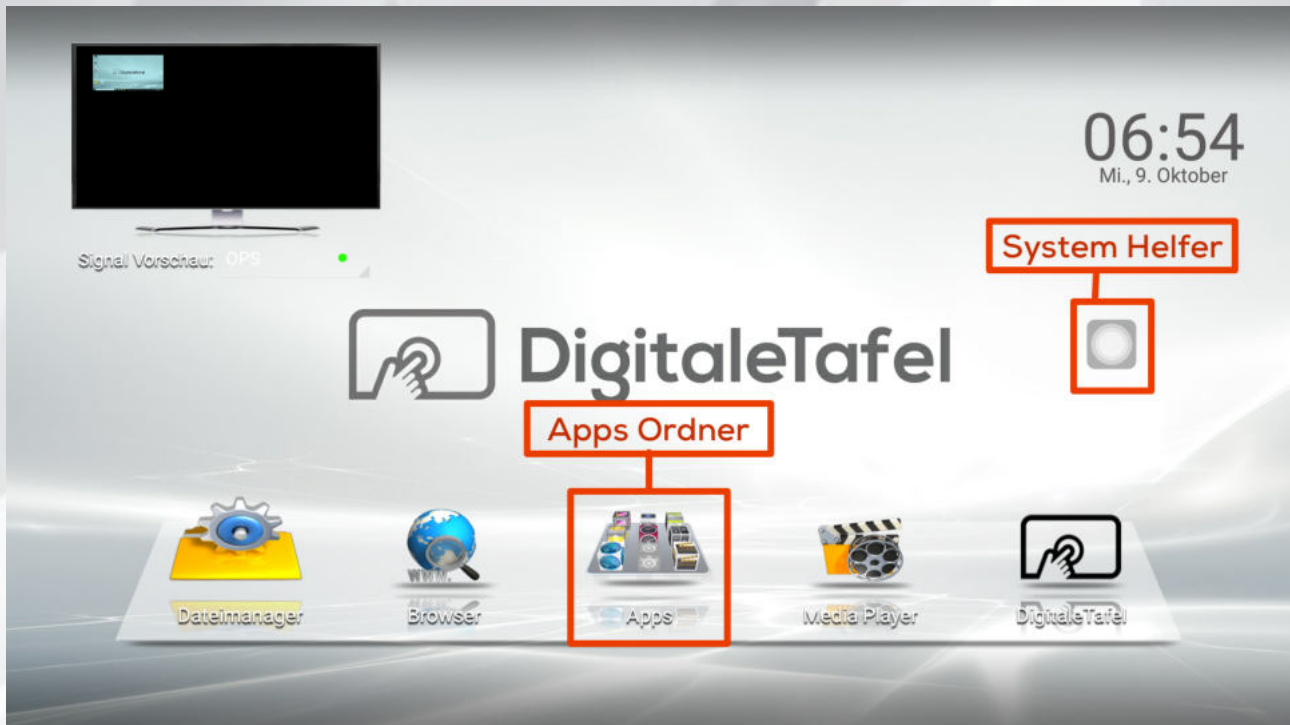 06:54
Mi., 9. Oktober
Signal Vorschau: OPS
System Helfer
DigitaleTafel
Apps Ordner
WWW.
Dateimanager
Browser
Apps
Media Player
DigitaleTafel